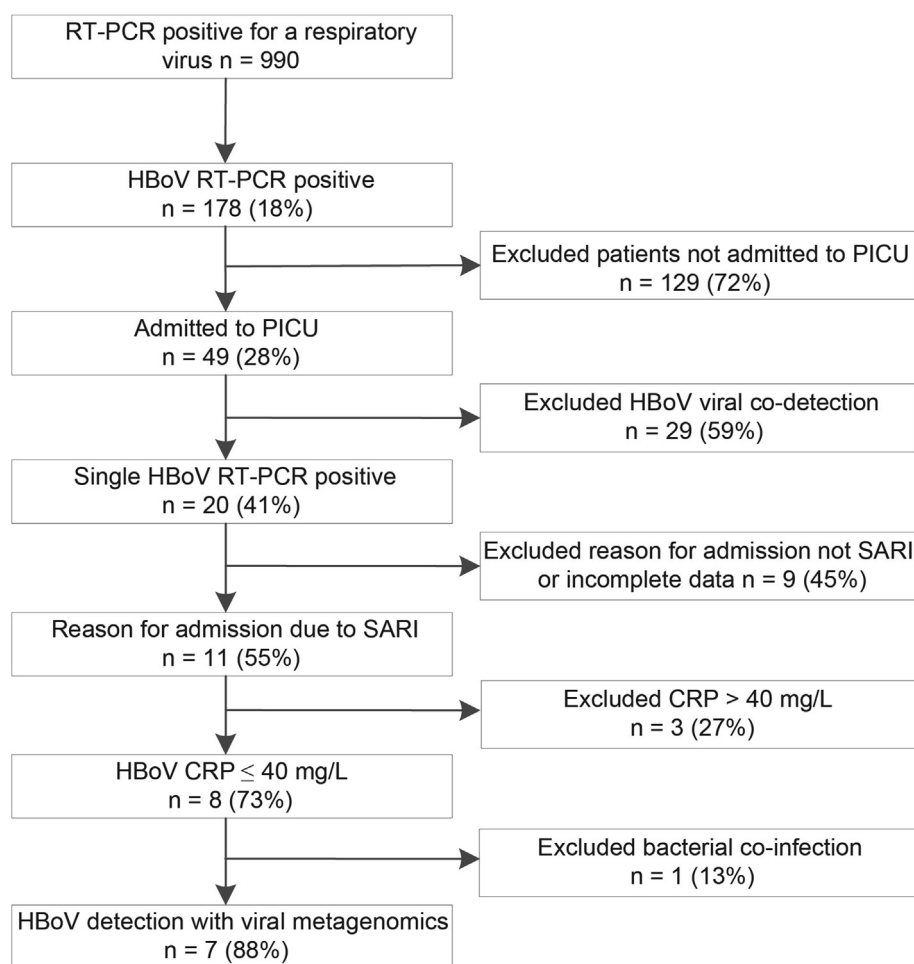 RT-PCR positive for a respiratory
virus n = 990
HBoV RT-PCR positive
n = 178 (18%)
Excluded patients not admitted to PICU
n = 129 (72%)
Admitted to PICU
n = 49 (28%)
Excluded HBoV viral co-detection
n = 29 (59%)
Single HBoV RT-PCR positive
n = 20 (41%)
Excluded reason for admission not SARI
or incomplete data n = 9 (45%)
Reason for admission due to SARI
n = 11 (55%)
Excluded CRP > 40 mg/L
n = 3 (27%)
HBoV CRP ≤ 40 mg/L
n = 8 (73%)
Excluded bacterial co-infection
n = 1 (13%)
HBoV detection with viral metagenomics
n = 7 (88%)